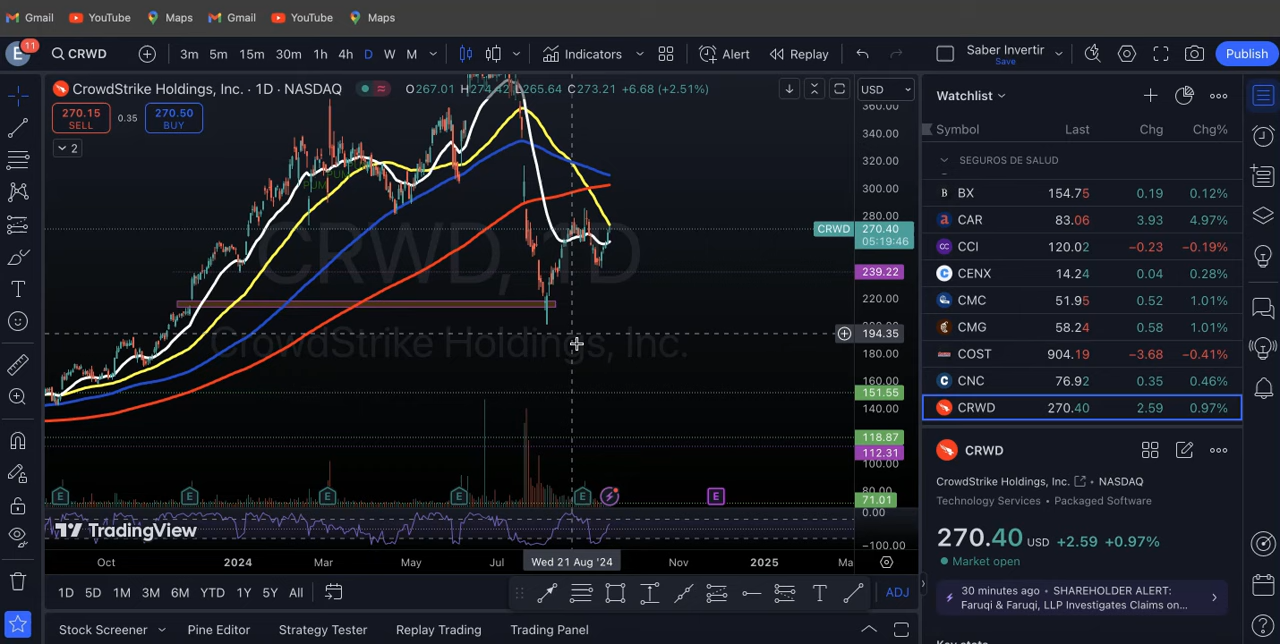 Gmail YouTube Maps Gmail YouTube Maps
E 11 CRWD 3m 5m 15m 30m 1h 4h D W M Indicators Alert Replay Saber Invertir Save Publish
CrowdStrike Holdings, Inc. · 1D · NASDAQ O267.01 H274.42 L265.64 C273.21 +6.68 (+2.51%) USD
270.15 SELL 0.35 270.50 BUY
2
360.00
340.00
320.00
300.00
280.00
CRWD 270.40
05:19:46
239.22
220.00
194.35
180.00
160.00
151.55
140.00
118.87
112.31
100.00
80.00
71.01
0.00
−100.00
CRWD, 1D
CrowdStrike Holdings, Inc.
E E E E E E
TradingView
Oct 2024 Mar May Jul Wed 21 Aug '24 Nov 2025 Ma
1D 5D 1M 3M 6M YTD 1Y 5Y All ADJ
Stock Screener Pine Editor Strategy Tester Replay Trading Trading Panel
Watchlist
Symbol Last Chg Chg%
SEGUROS DE SALUD
BX 154.75 0.19 0.12%
CAR 83.06 3.93 4.97%
CCI 120.02 −0.23 −0.19%
CENX 14.24 0.04 0.28%
CMC 51.95 0.52 1.01%
CMG 58.24 0.58 1.01%
COST 904.19 −3.68 −0.41%
CNC 76.92 0.35 0.46%
CRWD 270.40 2.59 0.97%
CRWD
CrowdStrike Holdings, Inc. • NASDAQ
Technology Services • Packaged Software
270.40 USD +2.59 +0.97%
Market open
30 minutes ago • SHAREHOLDER ALERT:
Faruqi & Faruqi, LLP Investigates Claims on...